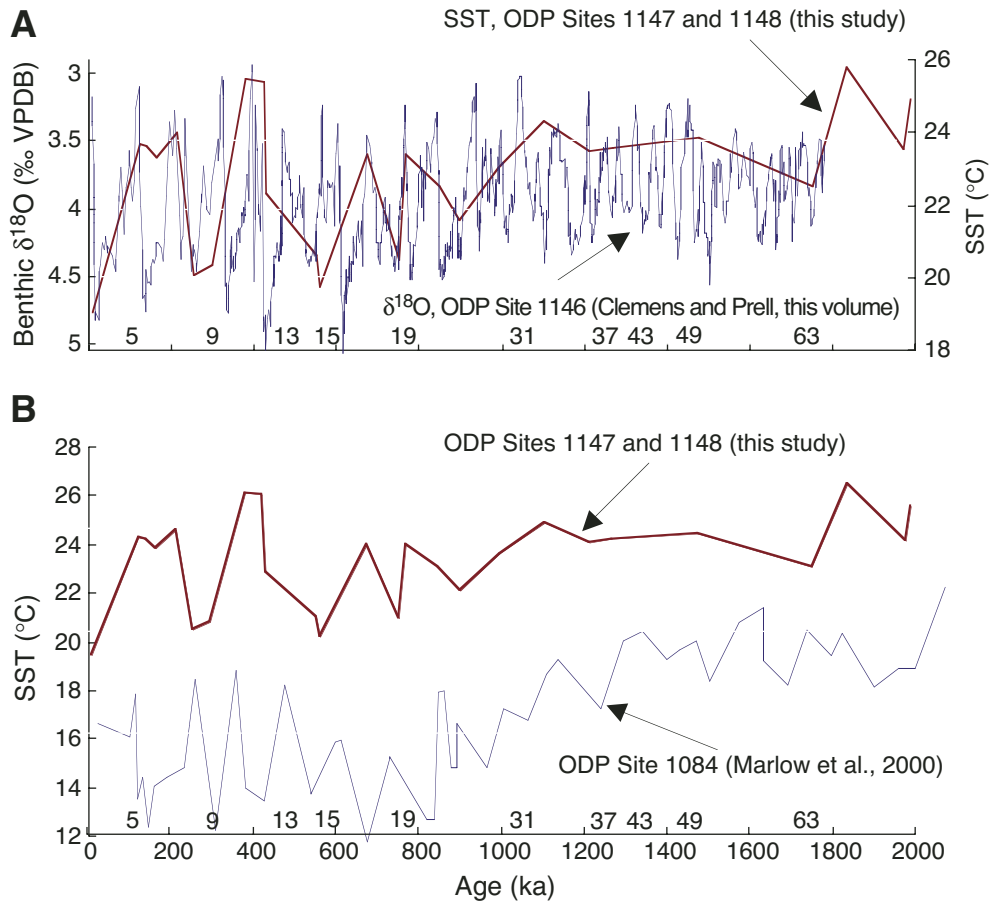 A
SST, ODP Sites 1147 and 1148 (this study)
Benthic δ18O (‰ VPDB)
3
3.5
4
4.5
5
26
24
22
20
18
SST (°C)
δ18O, ODP Site 1146 (Clemens and Prell, this volume)
5 9 13 15 19 31 37 43 49 63
B
ODP Sites 1147 and 1148 (this study)
SST (°C)
28
26
24
22
20
18
16
14
12
ODP Site 1084 (Marlow et al., 2000)
5 9 13 15 19 31 37 43 49 63
0 200 400 600 800 1000 1200 1400 1600 1800 2000
Age (ka)